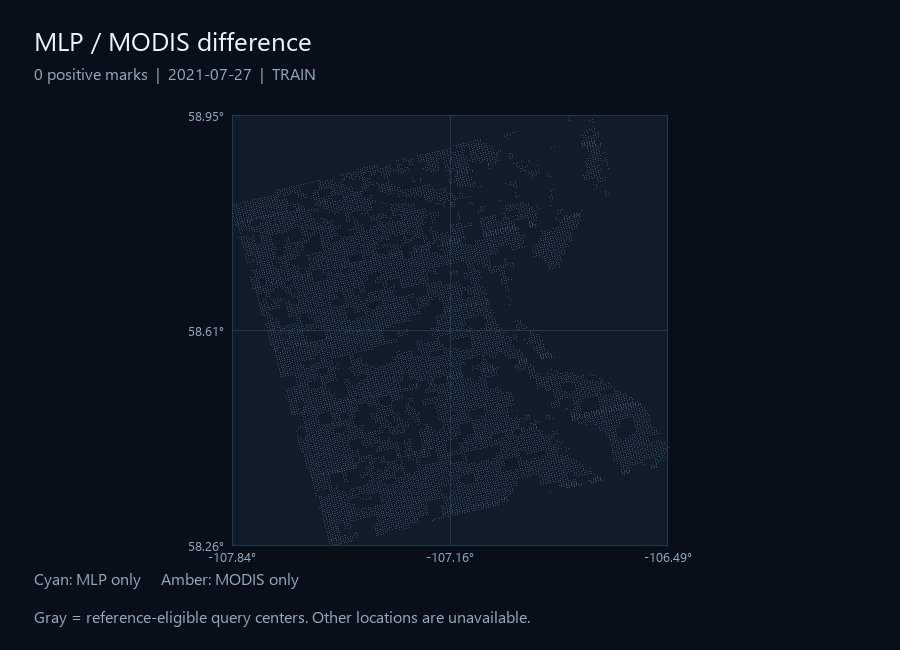 MLP / MODIS difference
0 positive marks | 2021-07-27 | TRAIN
58.95°
58.61°
58.26°
-107.84°
-107.16°
-106.49°
Cyan: MLP only Amber: MODIS only
Gray = reference-eligible query centers. Other locations are unavailable.